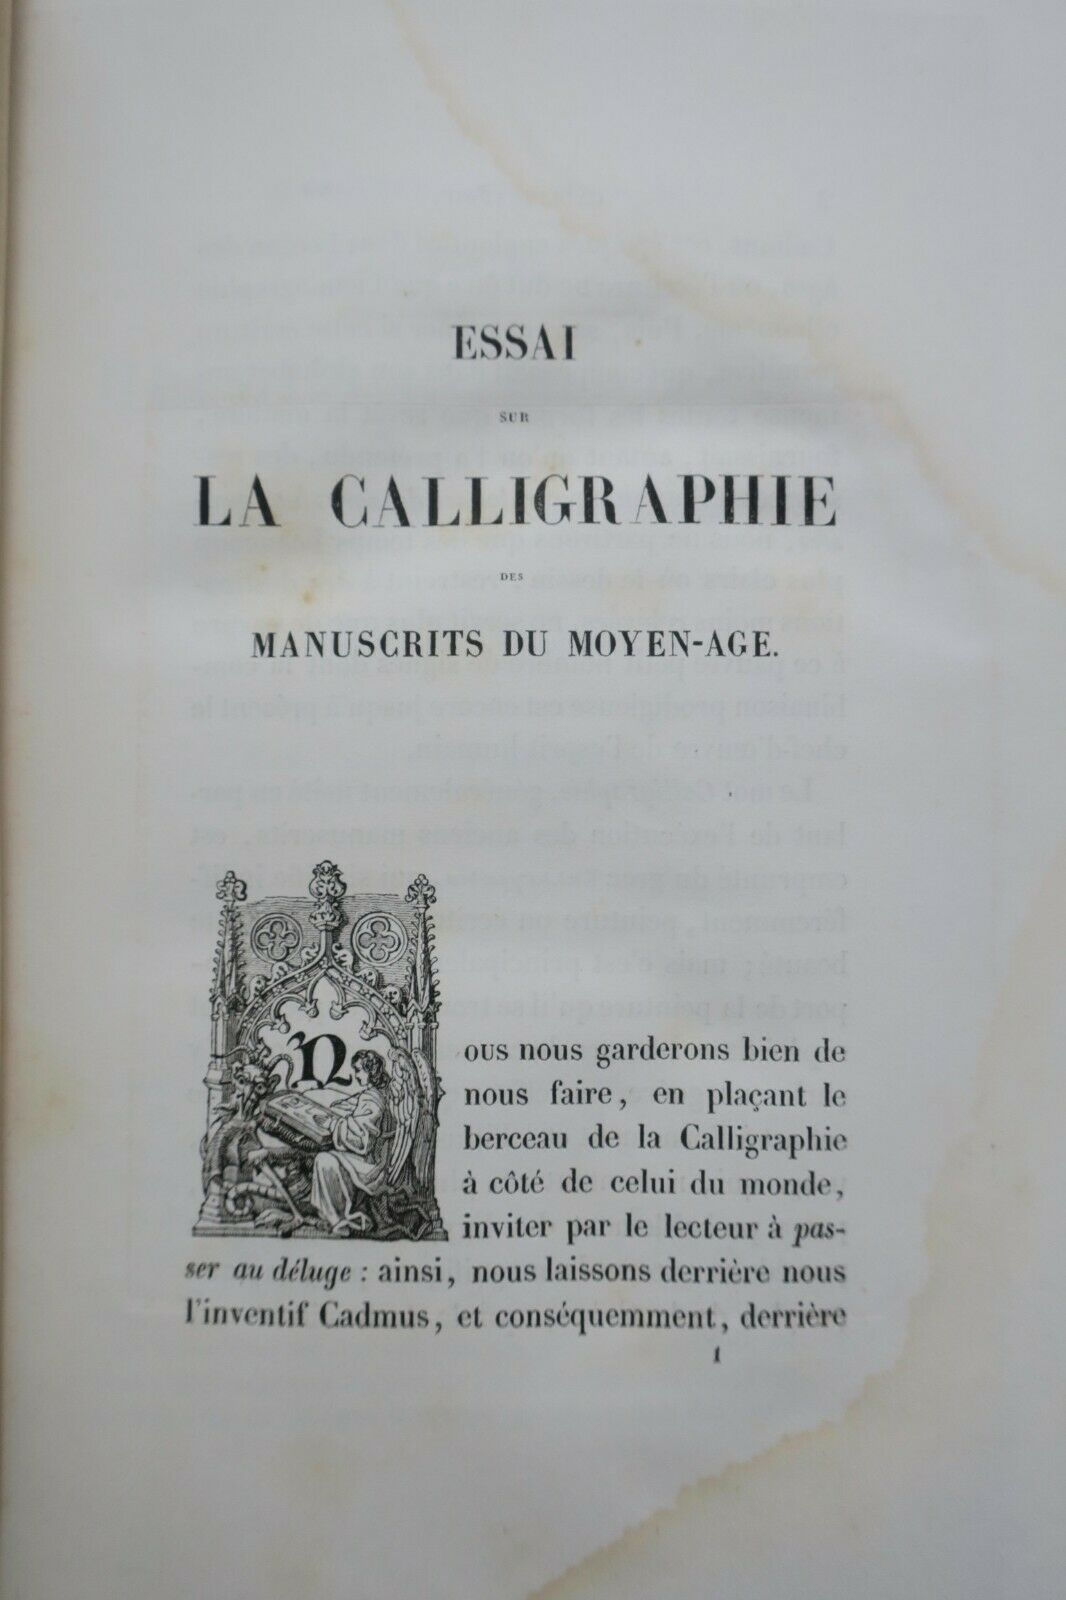 ESSAI
SUR
LA CALLIGRAPHIE
DES
MANUSCRITS DU MOYEN-AGE.
Nous nous garderons bien de
nous faire, en plaçant le
berceau de la Calligraphie
à côté de celui du monde,
inviter par le lecteur à pas-
ser au déluge : ainsi, nous laissons derrière nous
l'inventif Cadmus, et conséquemment, derrière
1